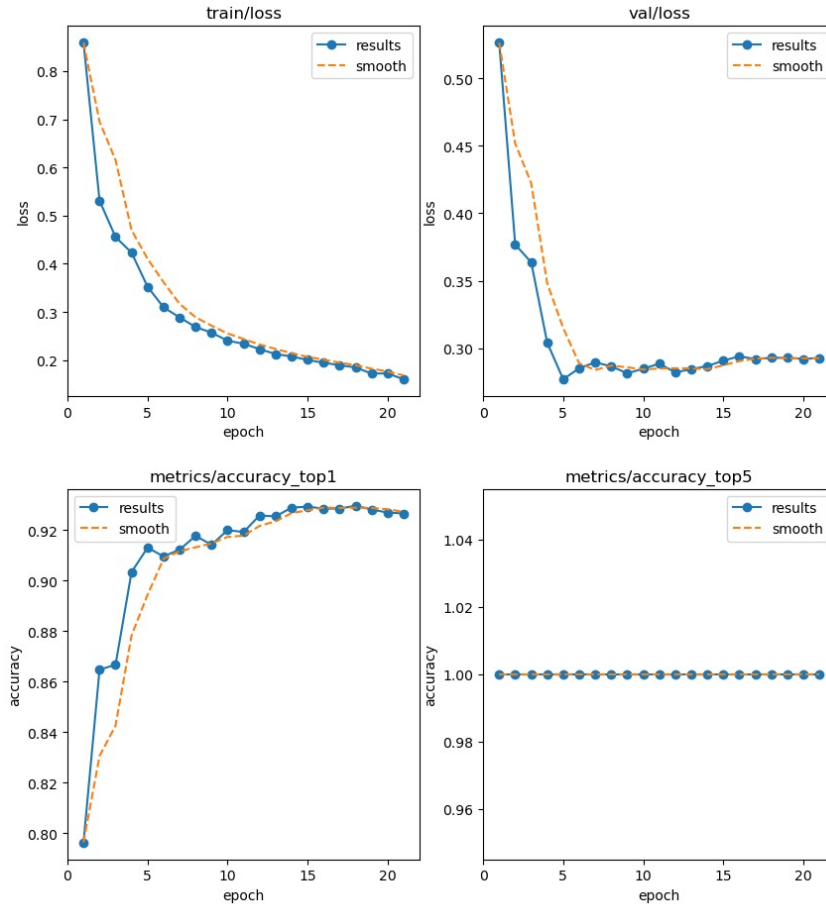 train/loss
results
smooth
loss
0.8
0.7
0.6
0.5
0.4
0.3
0.2
0
5
10
15
20
epoch
val/loss
results
smooth
loss
0.50
0.45
0.40
0.35
0.30
0
5
10
15
20
epoch
metrics/accuracy_top1
results
smooth
accuracy
0.92
0.90
0.88
0.86
0.84
0.82
0.80
0
5
10
15
20
epoch
metrics/accuracy_top5
results
smooth
accuracy
1.04
1.02
1.00
0.98
0.96
0
5
10
15
20
epoch